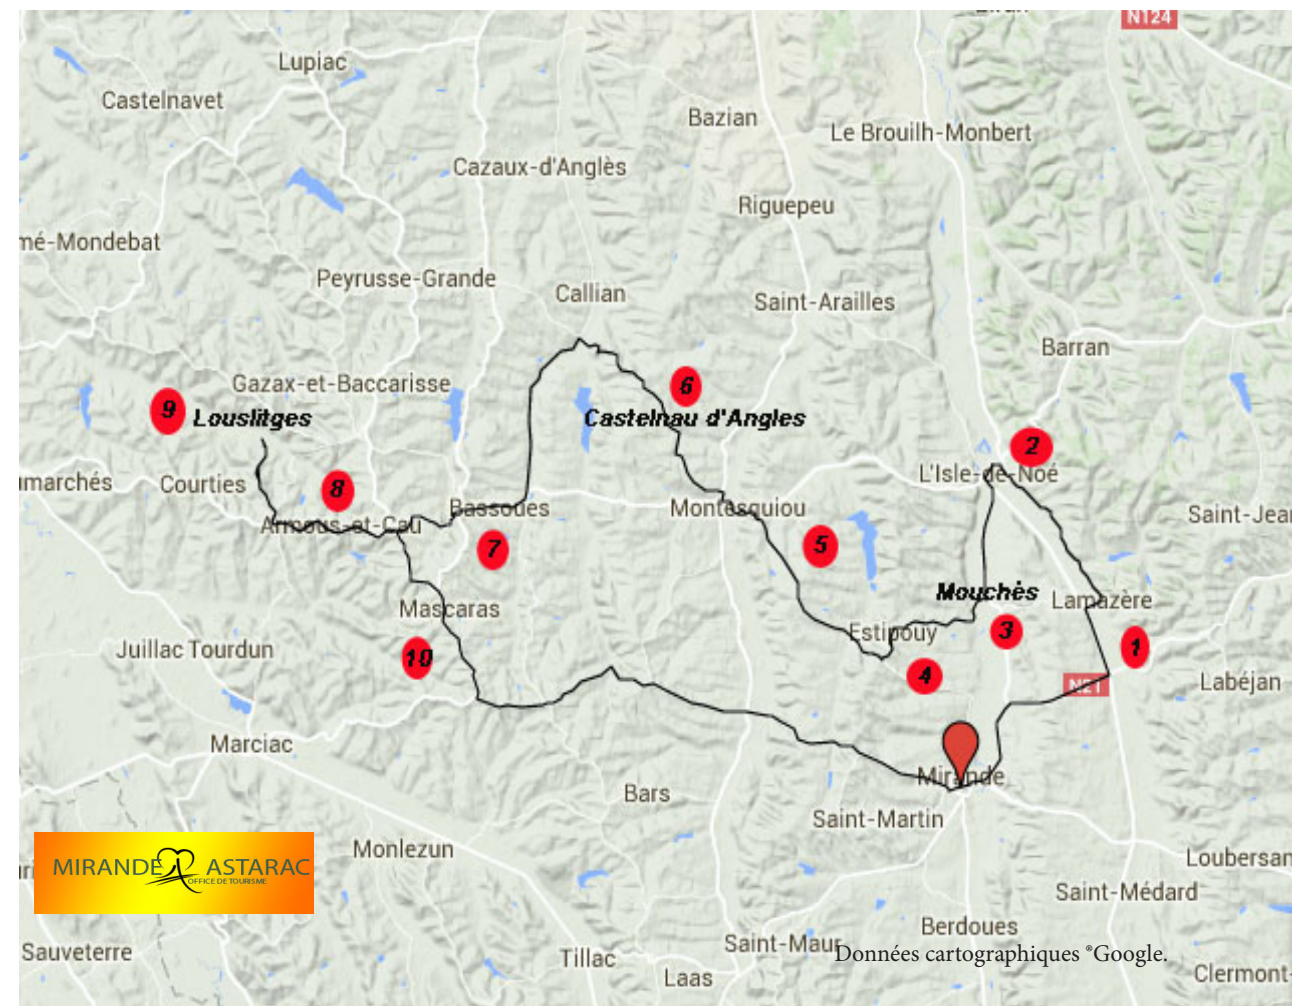 N124
Lupiac
Castelnavet
Bazian
Le Brouilh-Monbert
Cazaux-d'Anglès
Riguepeu
mé-Mondebat
Peyrusse-Grande
Callian
Saint-Arailles
Barran
Gazax-et-Baccarisse
6
9
Louslitges
Castelnau d'Angles
2
L'Isle-de-Noé
umarchés
Courties
8
Bassoues
Montesquiou
Saint-Jea
Armous-et-Cau
7
5
Mouchès
Lamazère
Mascaras
Estipouy
3
1
Juillac Tourdun
10
4
N21
Labéjan
Marciac
Mirande
Bars
Saint-Martin
Monlezun
MIRANDE ASTARAC
OFFICE DE TOURISME
Loubersan
Saint-Médard
Berdoues
Sauveterre
Tillac
Saint-Maur
Données cartographiques ®Google.
Laas
Clermont-